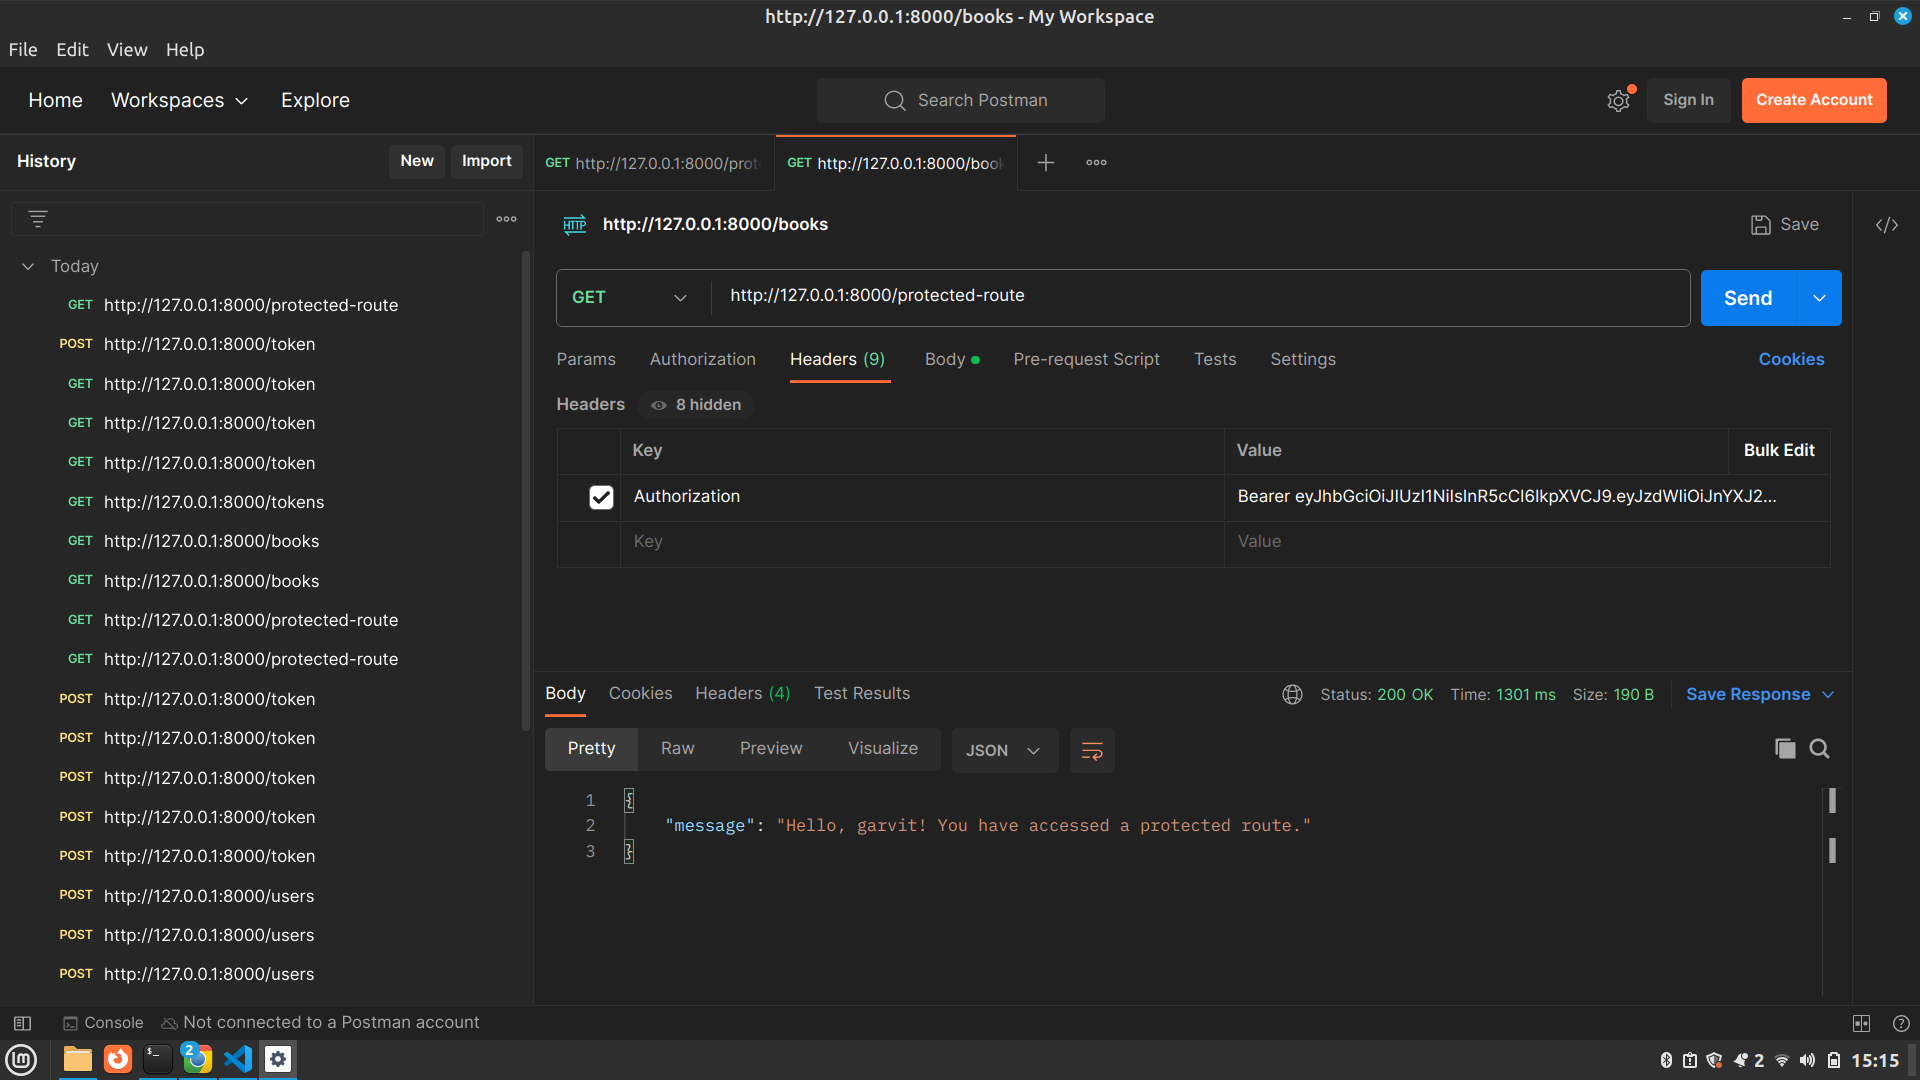 http://127.0.0.1:8000/books - My Workspace
File Edit View Help
Home Workspaces Explore
Search Postman
Sign In
Create Account
History New Import
GET http://127.0.0.1:8000/prot
GET http://127.0.0.1:8000/book
http://127.0.0.1:8000/books
Save
Today
GET http://127.0.0.1:8000/protected-route
POST http://127.0.0.1:8000/token
GET http://127.0.0.1:8000/token
GET http://127.0.0.1:8000/token
GET http://127.0.0.1:8000/token
GET http://127.0.0.1:8000/tokens
GET http://127.0.0.1:8000/books
GET http://127.0.0.1:8000/books
GET http://127.0.0.1:8000/protected-route
GET http://127.0.0.1:8000/protected-route
POST http://127.0.0.1:8000/token
POST http://127.0.0.1:8000/token
POST http://127.0.0.1:8000/token
POST http://127.0.0.1:8000/token
POST http://127.0.0.1:8000/token
POST http://127.0.0.1:8000/users
POST http://127.0.0.1:8000/users
POST http://127.0.0.1:8000/users
GET http://127.0.0.1:8000/protected-route
Send
Params Authorization Headers (9) Body Pre-request Script Tests Settings Cookies
Headers 8 hidden
Key Value Bulk Edit
Authorization Bearer eyJhbGciOiJIUzI1NiIsInR5cCI6IkpXVCJ9.eyJzdWIiOiJnYXJ2...
Key Value
Body Cookies Headers (4) Test Results
Status: 200 OK Time: 1301 ms Size: 190 B Save Response
Pretty Raw Preview Visualize JSON
1 {
2 "message": "Hello, garvit! You have accessed a protected route."
3 }
Console Not connected to a Postman account
2
2 15:15